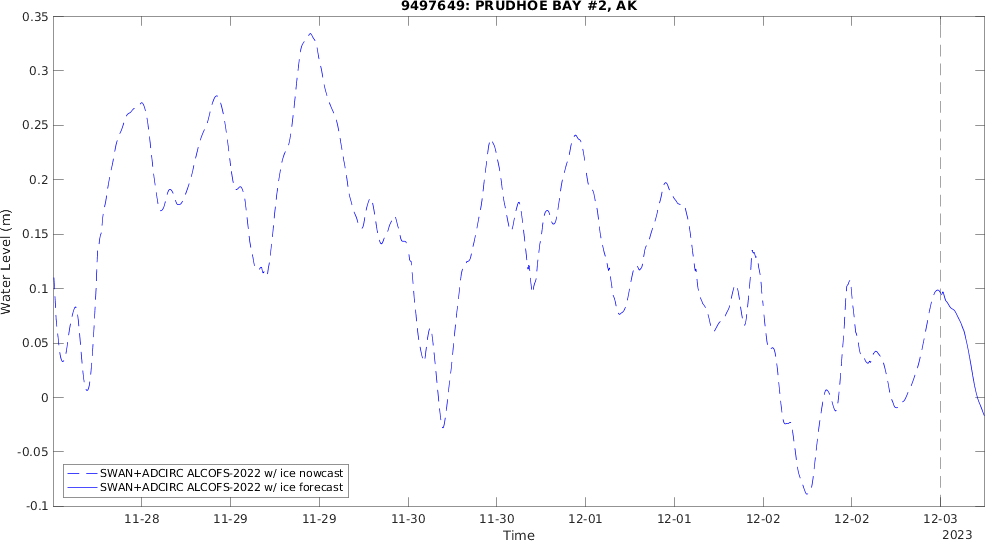 9497649: PRUDHOE BAY #2, AK
0.35
0.3
0.25
0.2
0.15
0.1
0.05
0
-0.05
-0.1
Water Level (m)
SWAN+ADCIRC ALCOFS-2022 w/ ice nowcast
SWAN+ADCIRC ALCOFS-2022 w/ ice forecast
11-28 11-29 11-29 11-30 11-30 12-01 12-01 12-02 12-02 12-03
2023
Time